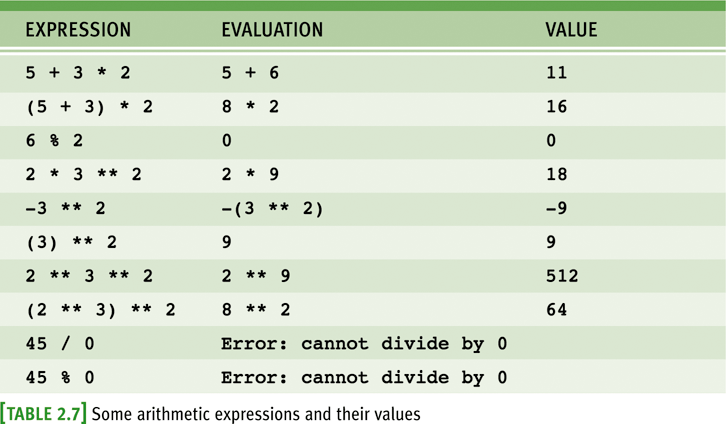 EXPRESSION EVALUATION VALUE
5 + 3 * 2 5 + 6 11
(5 + 3) * 2 8 * 2 16
6 % 2 0 0
2 * 3 ** 2 2 * 9 18
-3 ** 2 -(3 ** 2) -9
(3) ** 2 9 9
2 ** 3 ** 2 2 ** 9 512
(2 ** 3) ** 2 8 ** 2 64
45 / 0 Error: cannot divide by 0
45 % 0 Error: cannot divide by 0
[TABLE 2.7] Some arithmetic expressions and their values